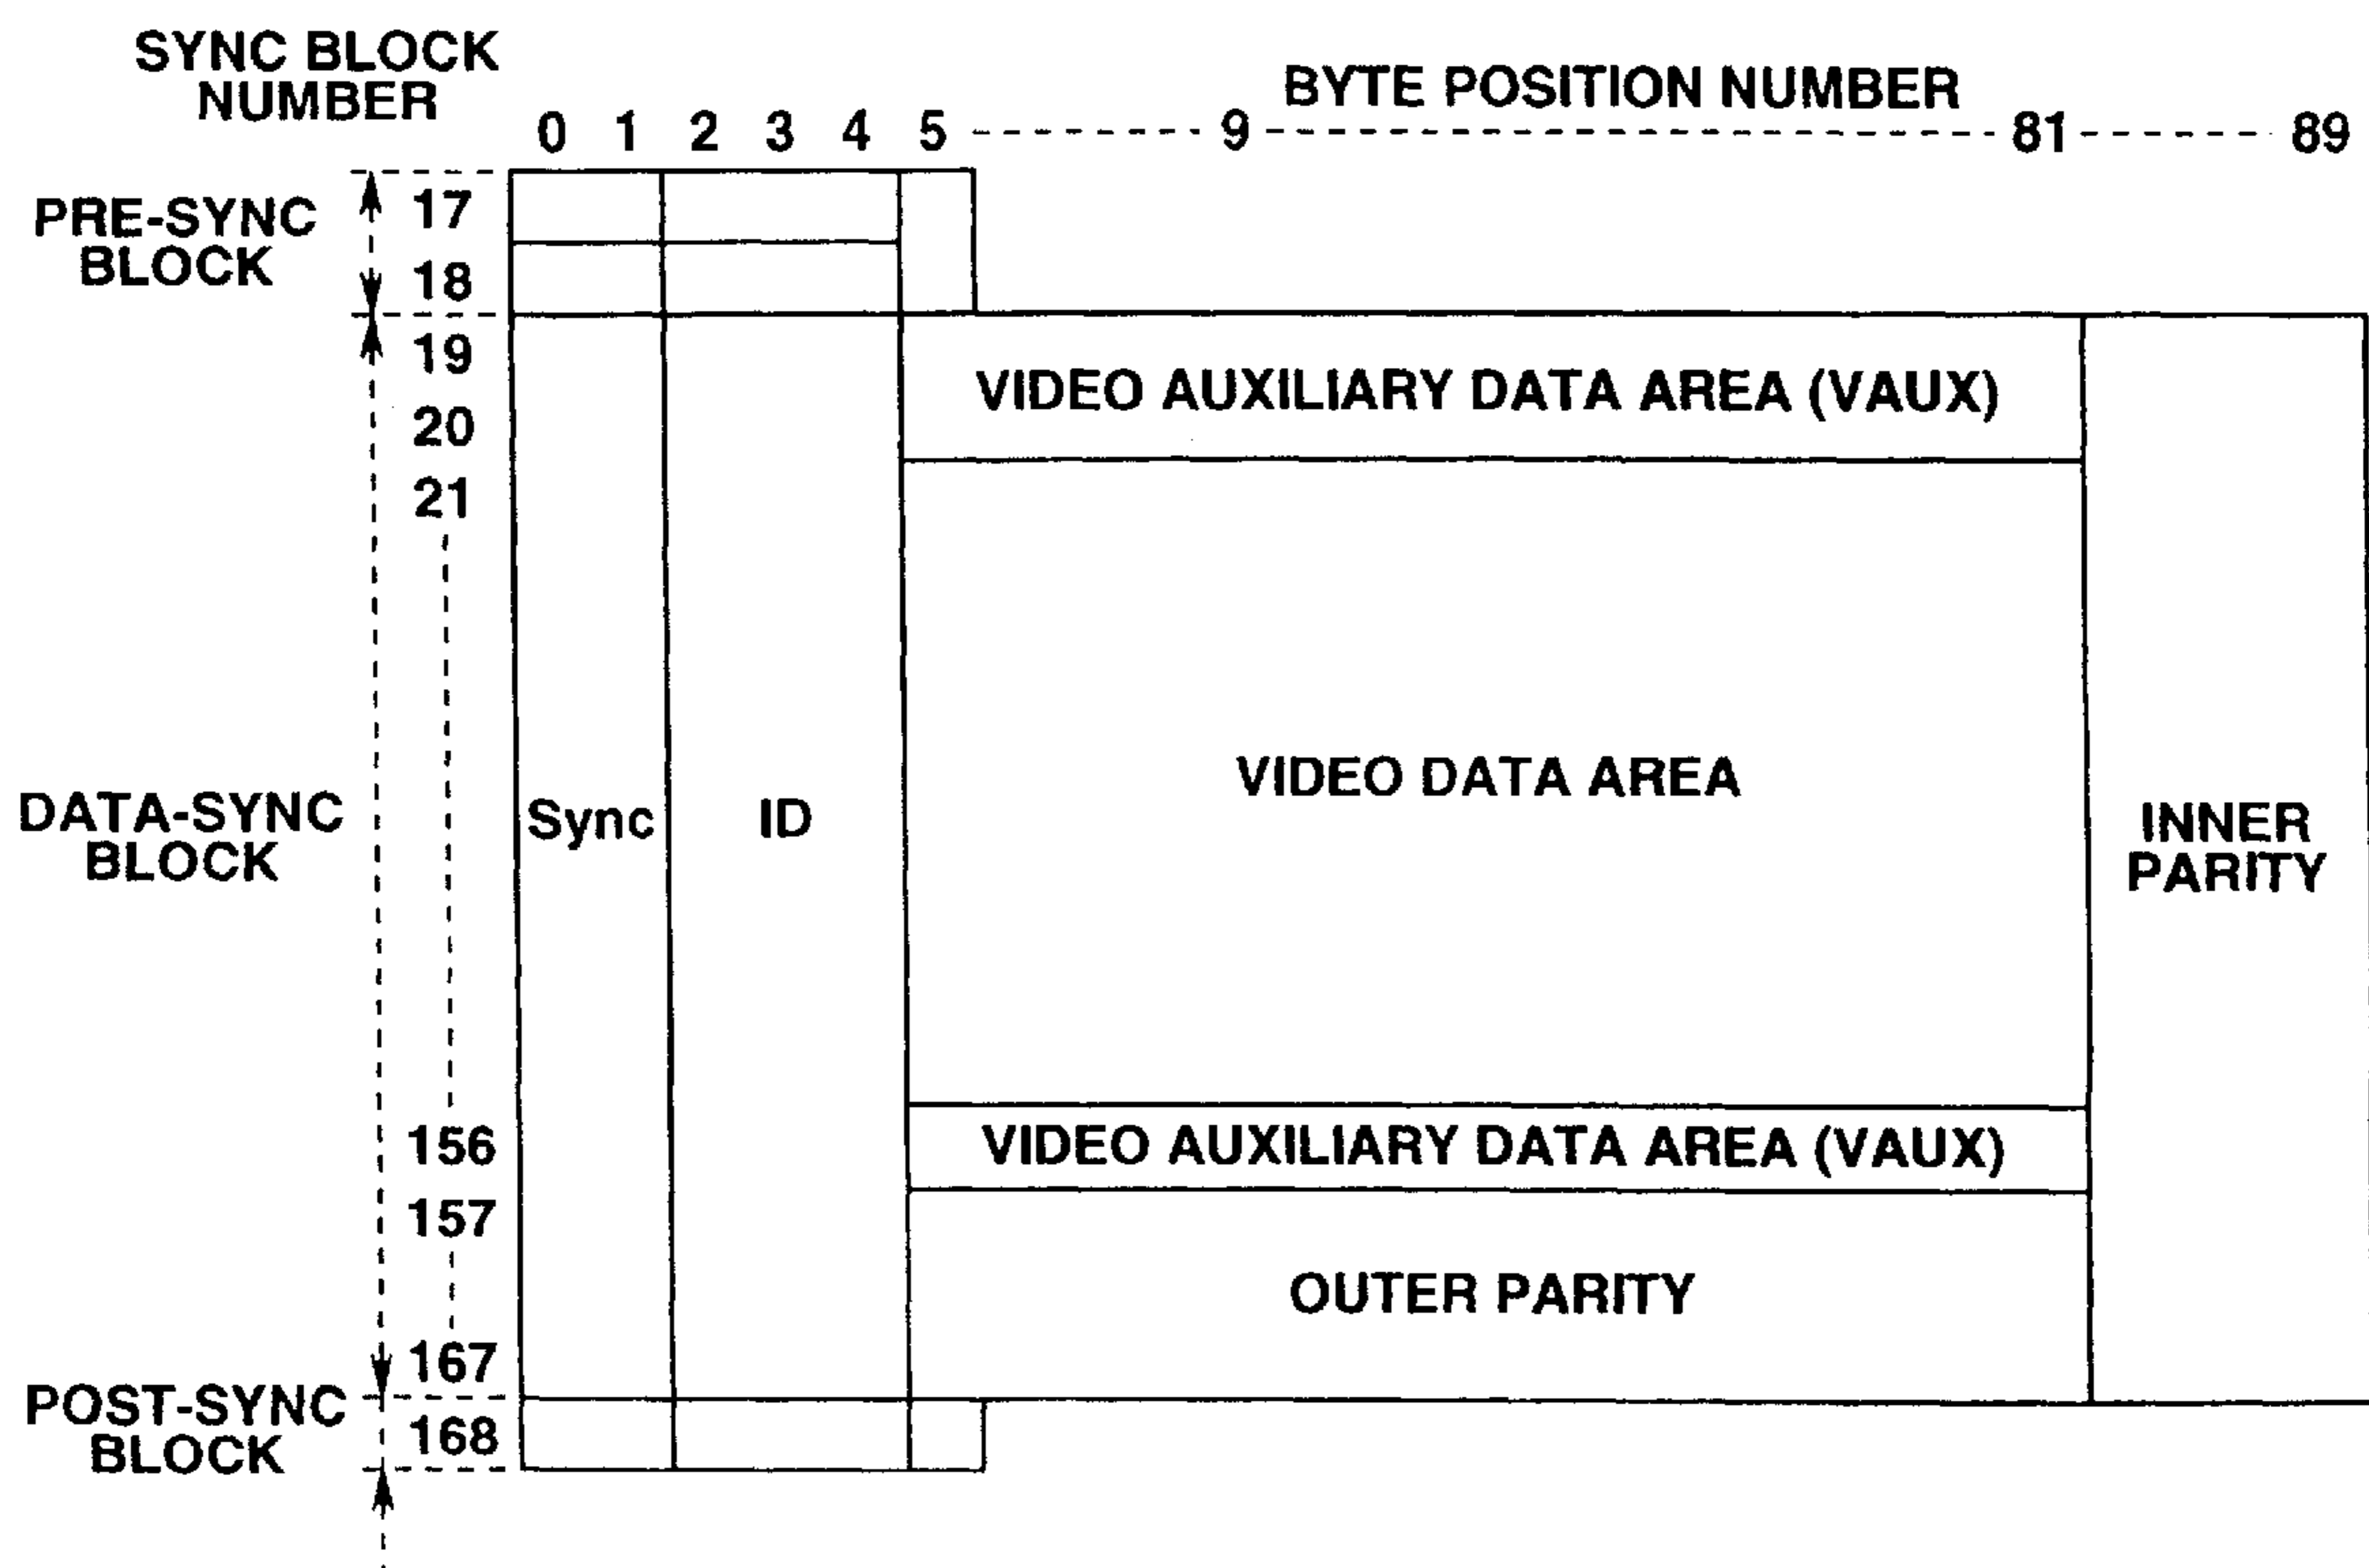 SYNC BLOCK
NUMBER
BYTE POSITION NUMBER
0 1 2 3 4 5 9 81 89
PRE-SYNC
BLOCK
17
18
19
20
21
VIDEO AUXILIARY DATA AREA (VAUX)
DATA-SYNC
BLOCK
Sync
ID
VIDEO DATA AREA
INNER
PARITY
156
VIDEO AUXILIARY DATA AREA (VAUX)
157
OUTER PARITY
167
POST-SYNC
BLOCK
168